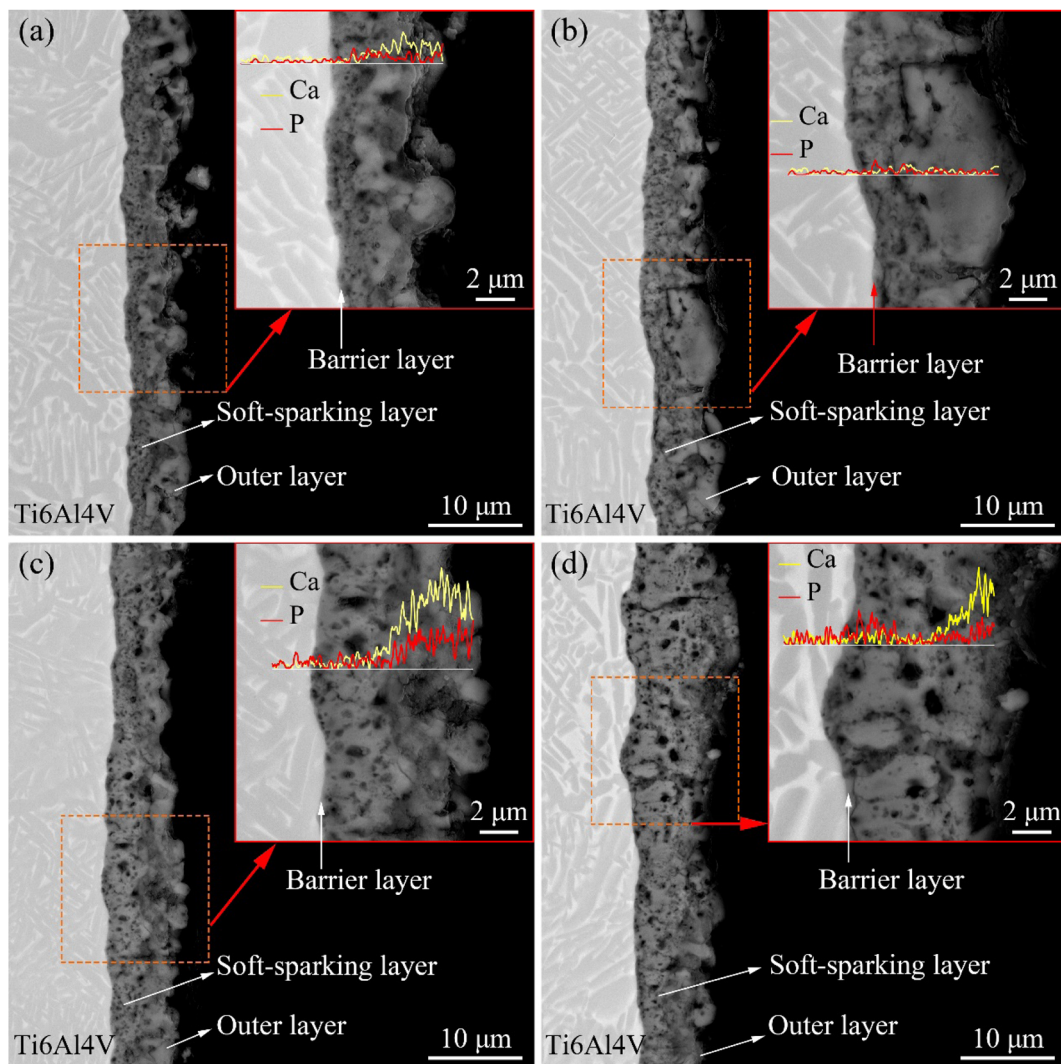 (a)
Ca
P
2 μm
Barrier layer
Soft-sparking layer
Outer layer
Ti6Al4V
10 μm
(b)
Ca
P
2 μm
Barrier layer
Soft-sparking layer
Outer layer
Ti6Al4V
10 μm
(c)
Ca
P
2 μm
Barrier layer
Soft-sparking layer
Outer layer
Ti6Al4V
10 μm
(d)
Ca
P
2 μm
Barrier layer
Soft-sparking layer
Outer layer
Ti6Al4V
10 μm